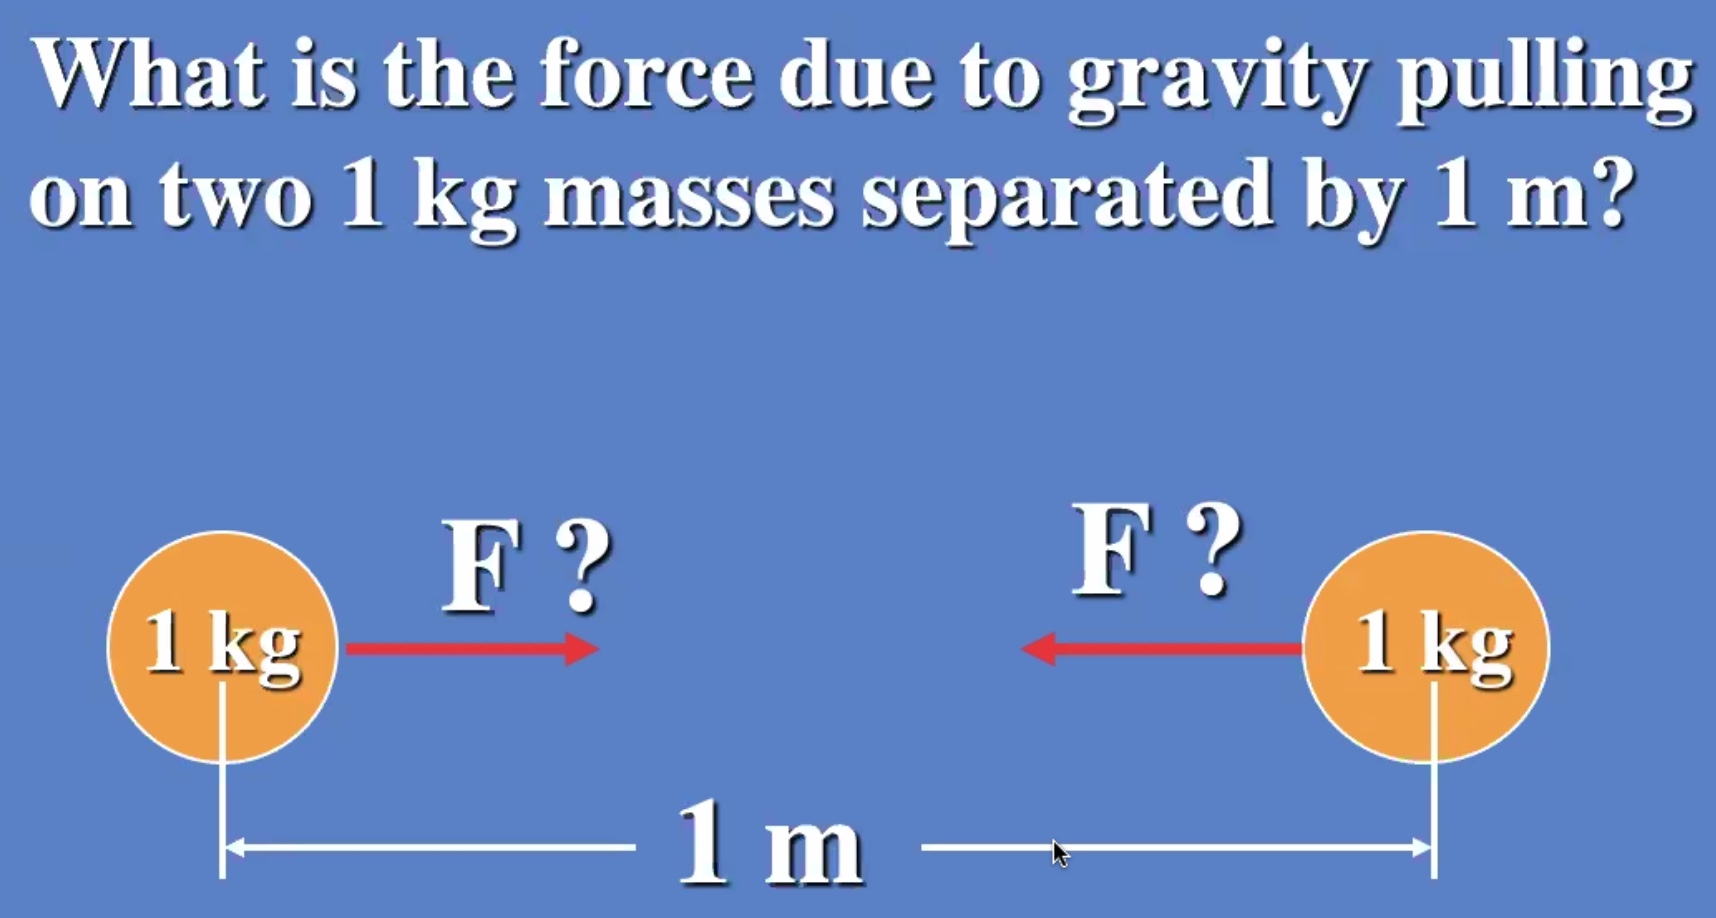 What is the force due to gravity pulling
on two 1 kg masses separated by 1 m?
F ?
F ?
1 kg
1 kg
1 m